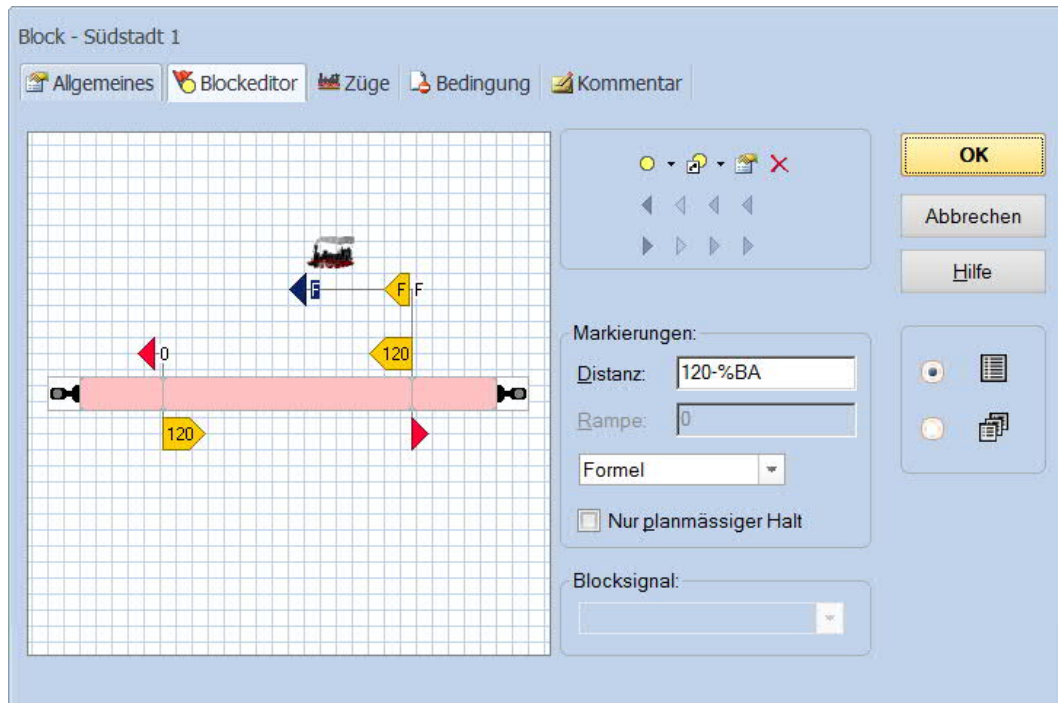 Block - Südstadt 1
Allgemeines Blockeditor Züge Bedingung Kommentar
OK
Abbrechen
Hilfe
F F F
0 120
120
Markierungen:
Distanz: 120-%BA
Rampe: 0
Formel
Nur planmässiger Halt
Blocksignal: